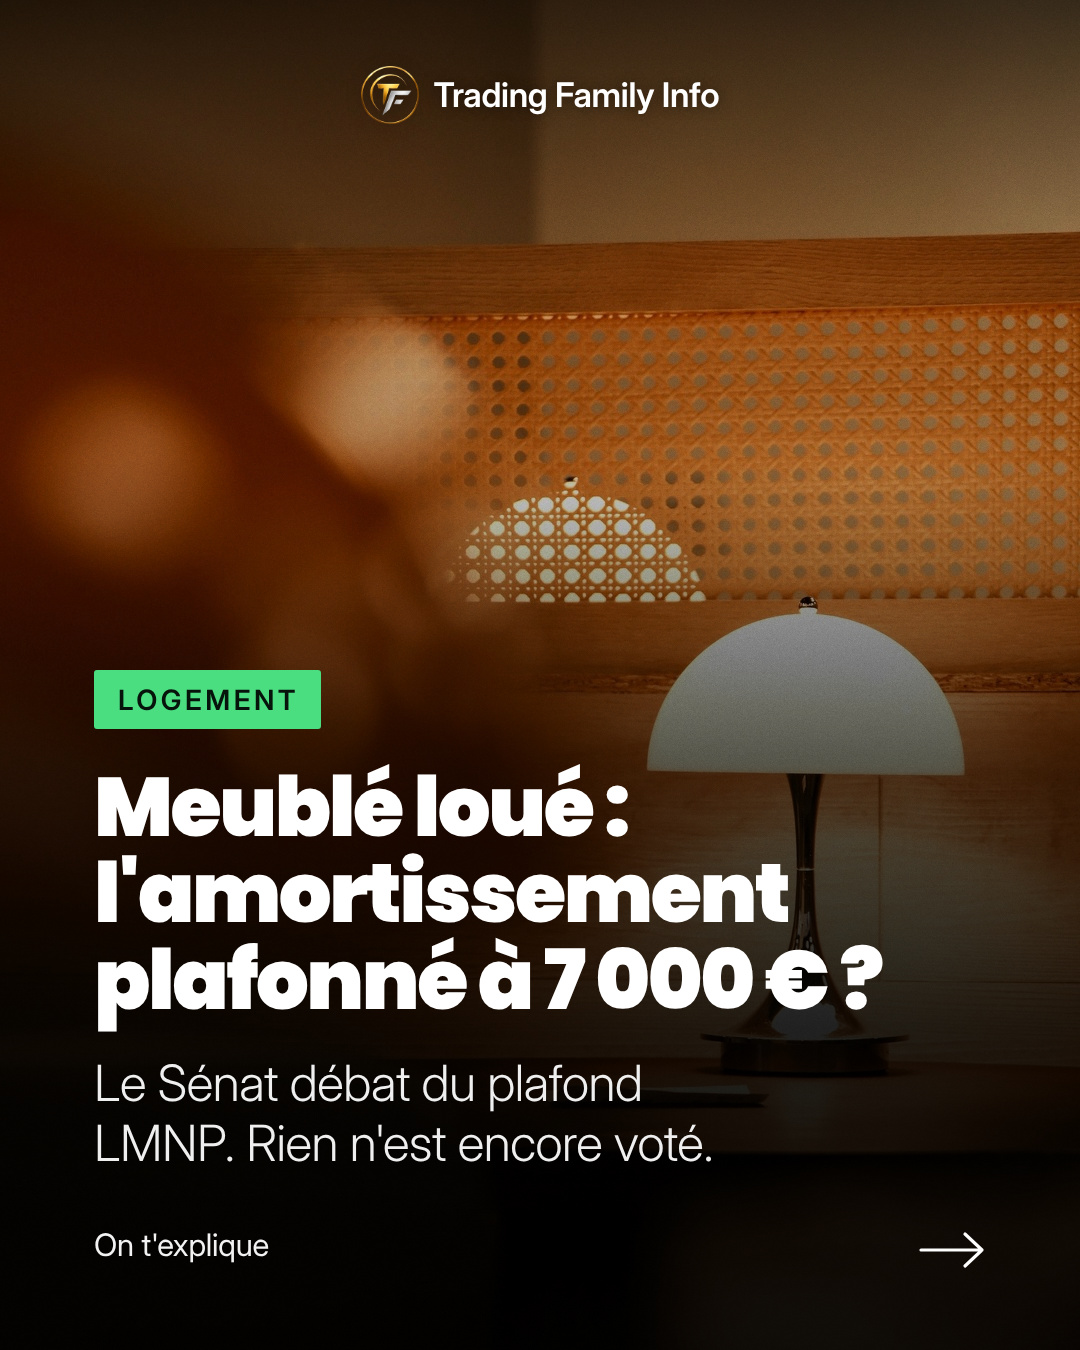 TF Trading Family Info
LOGEMENT
Meublé loué :
l'amortissement
plafonné à 7 000 € ?
Le Sénat débat du plafond
LMNP. Rien n'est encore voté.
On t'explique